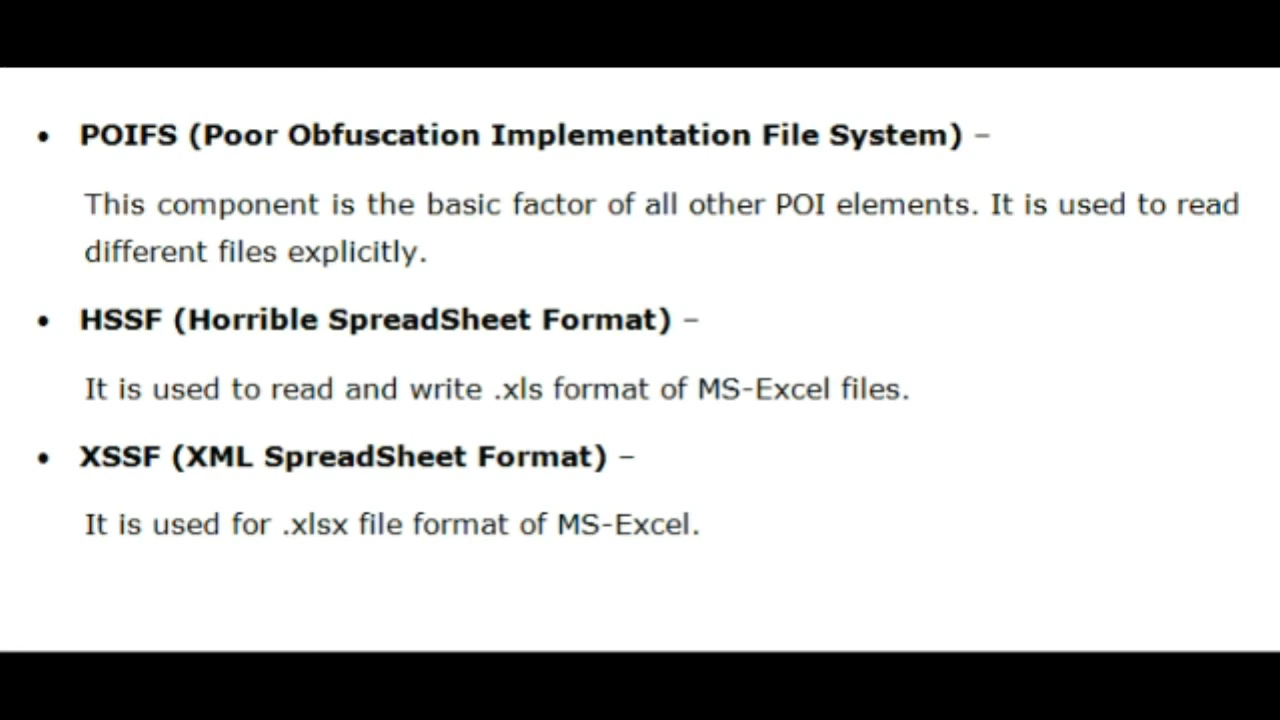 • POIFS (Poor Obfuscation Implementation File System) –
This component is the basic factor of all other POI elements. It is used to read
different files explicitly.
• HSSF (Horrible SpreadSheet Format) –
It is used to read and write .xls format of MS-Excel files.
• XSSF (XML SpreadSheet Format) –
It is used for .xlsx file format of MS-Excel.